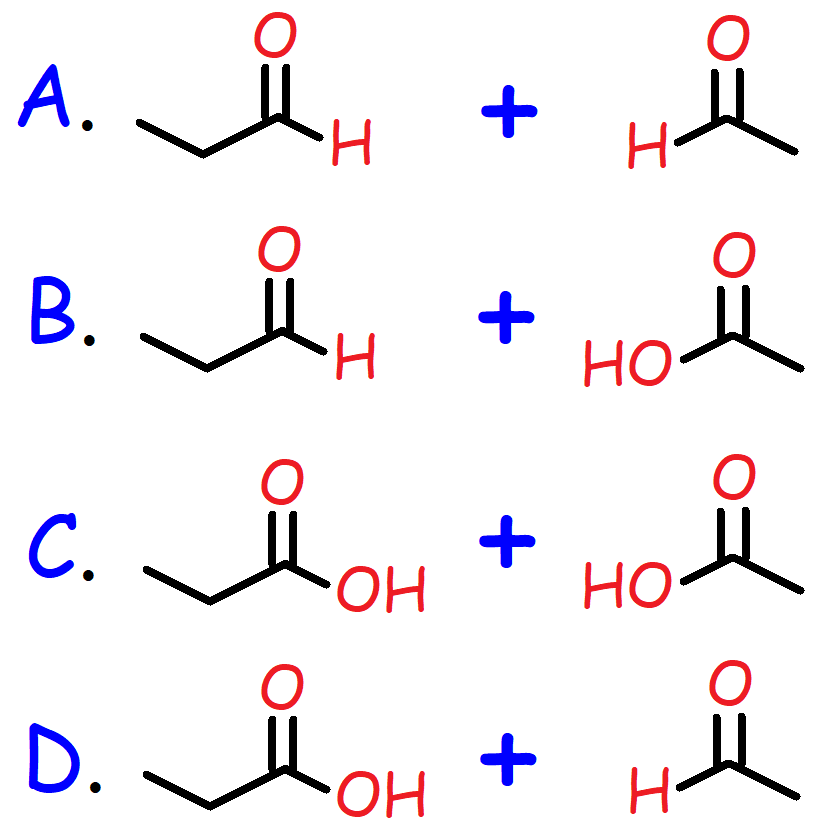 O O
A. H + H
O O
B. H + HO
O O
C. OH + HO
O O
D. OH + H